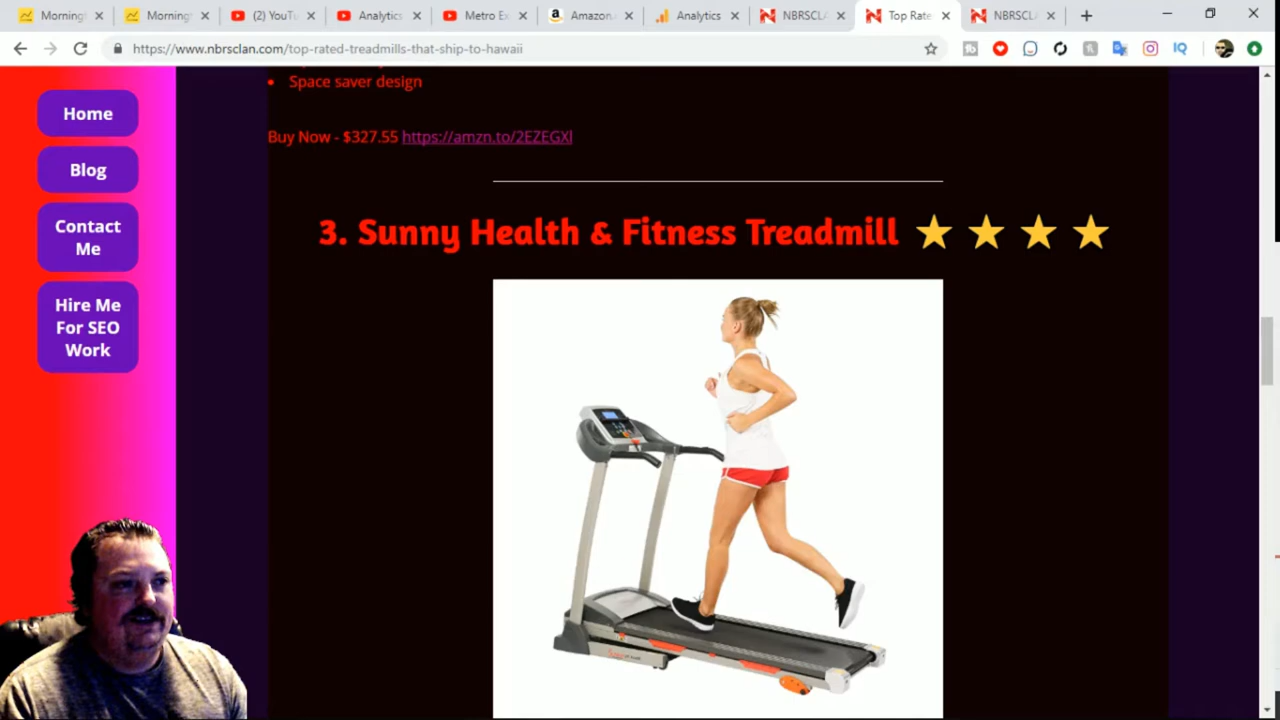 Morning
Morning
(2) YouTu
Analytics
Metro Ex
Amazon.
Analytics
NBRSCLA
Top Rate
NBRSCL
https://www.nbrsclan.com/top-rated-treadmills-that-ship-to-hawaii
Home
Blog
Contact
Me
Hire Me
For SEO
Work
Space saver design
Buy Now - $327.55 https://amzn.to/2EZEGXl
3. Sunny Health & Fitness Treadmill